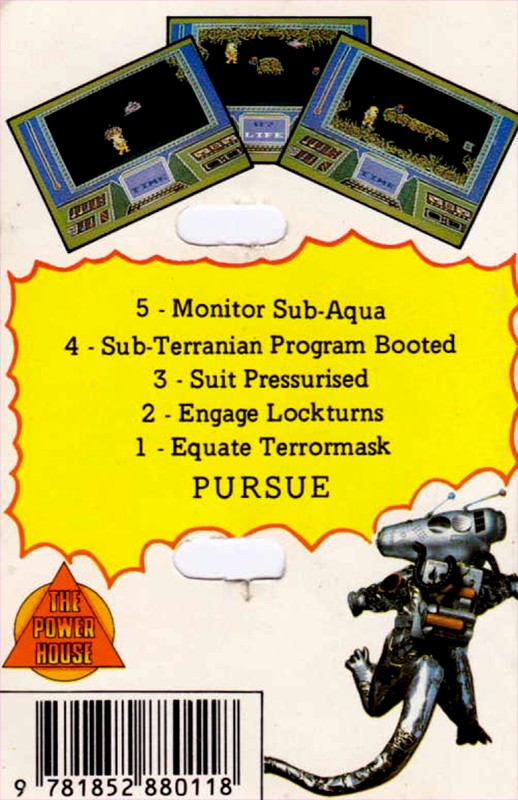 TIME
LIFE
TIME
5 - Monitor Sub-Aqua
4 - Sub-Terranian Program Booted
3 - Suit Pressurised
2 - Engage Lockturns
1 - Equate Terrormask
PURSUE
THE
POWER
HOUSE
9 781852 880118